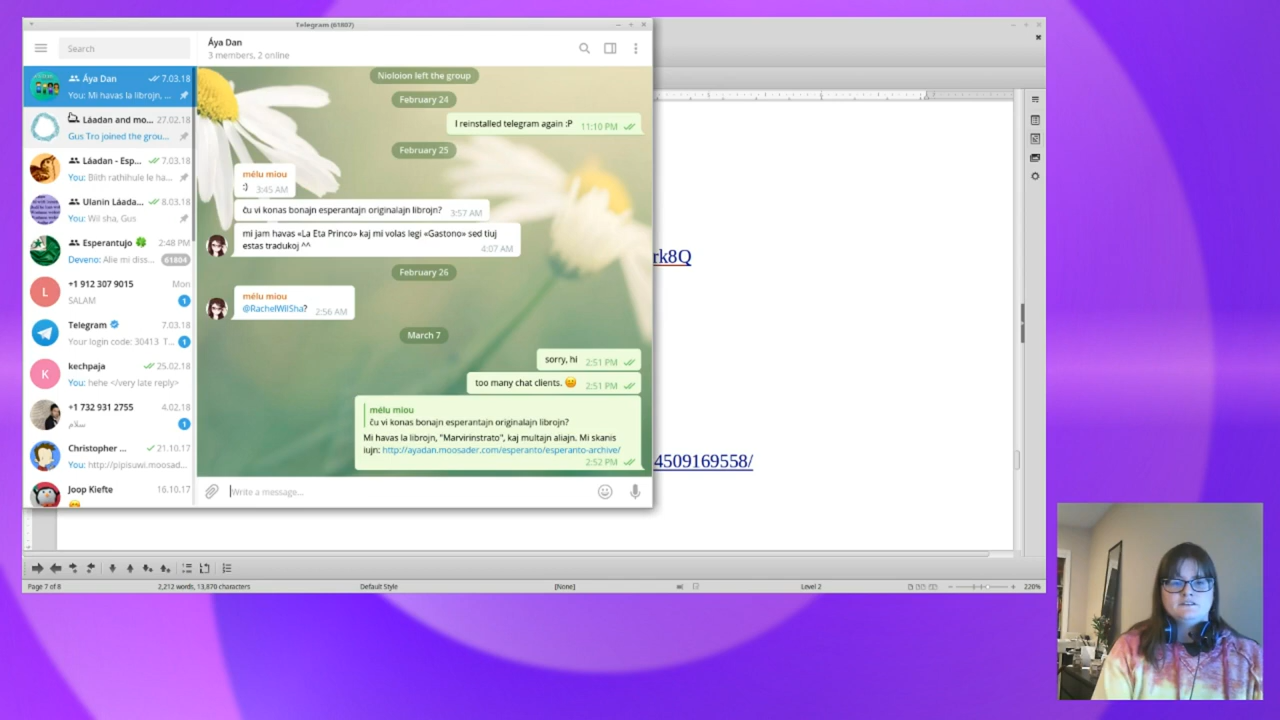 Telegram (61807)
Search
Áya Dan
3 members, 2 online
Áya Dan
7.03.18
You: Mi havas la librojn, ...
Láadan and mo...
27.02.18
Gus Tro joined the grou...
Láadan - Esp...
7.03.18
You: Bíith rathihule le ha...
Ulanin Láada...
8.03.18
You: Wil sha, Gus
Esperantujo
2:48 PM
Deveno: Alie mi diss...
61804
L
+1 912 307 9015
Mon
SALAM
1
Telegram
7.03.18
Your login code: 30413 T...
1
K
kechpaja
25.02.18
You: hehe </very late reply>
+1 732 931 2755
4.02.18
سلام
1
Christopher ...
21.10.17
You: http://pipisuwi.moosad...
Joop Kiefte
16.10.17
Nioloion left the group
February 24
I reinstalled telegram again :P
11:10 PM
February 25
mélu miou
:)
3:45 AM
ĉu vi konas bonajn esperantajn originalajn librojn?
3:57 AM
mi jam havas «La Eta Princo» kaj mi volas legi «Gastono» sed tiuj
estas tradukoj ^^
4:07 AM
February 26
mélu miou
@RachelWilSha?
2:56 AM
March 7
sorry, hi
2:51 PM
too many chat clients.
2:51 PM
mélu miou
ĉu vi konas bonajn esperantajn originalajn librojn?
Mi havas la librojn, "Marvirinstrato", kaj multajn aliajn. Mi skanis
iujn: http://ayadan.moosader.com/esperanto/esperanto-archive/
2:52 PM
Write a message...
rk8Q
4509169558/
Page 7 of 8
2,212 words, 13,870 characters
Default Style
[None]
Level 2
220%